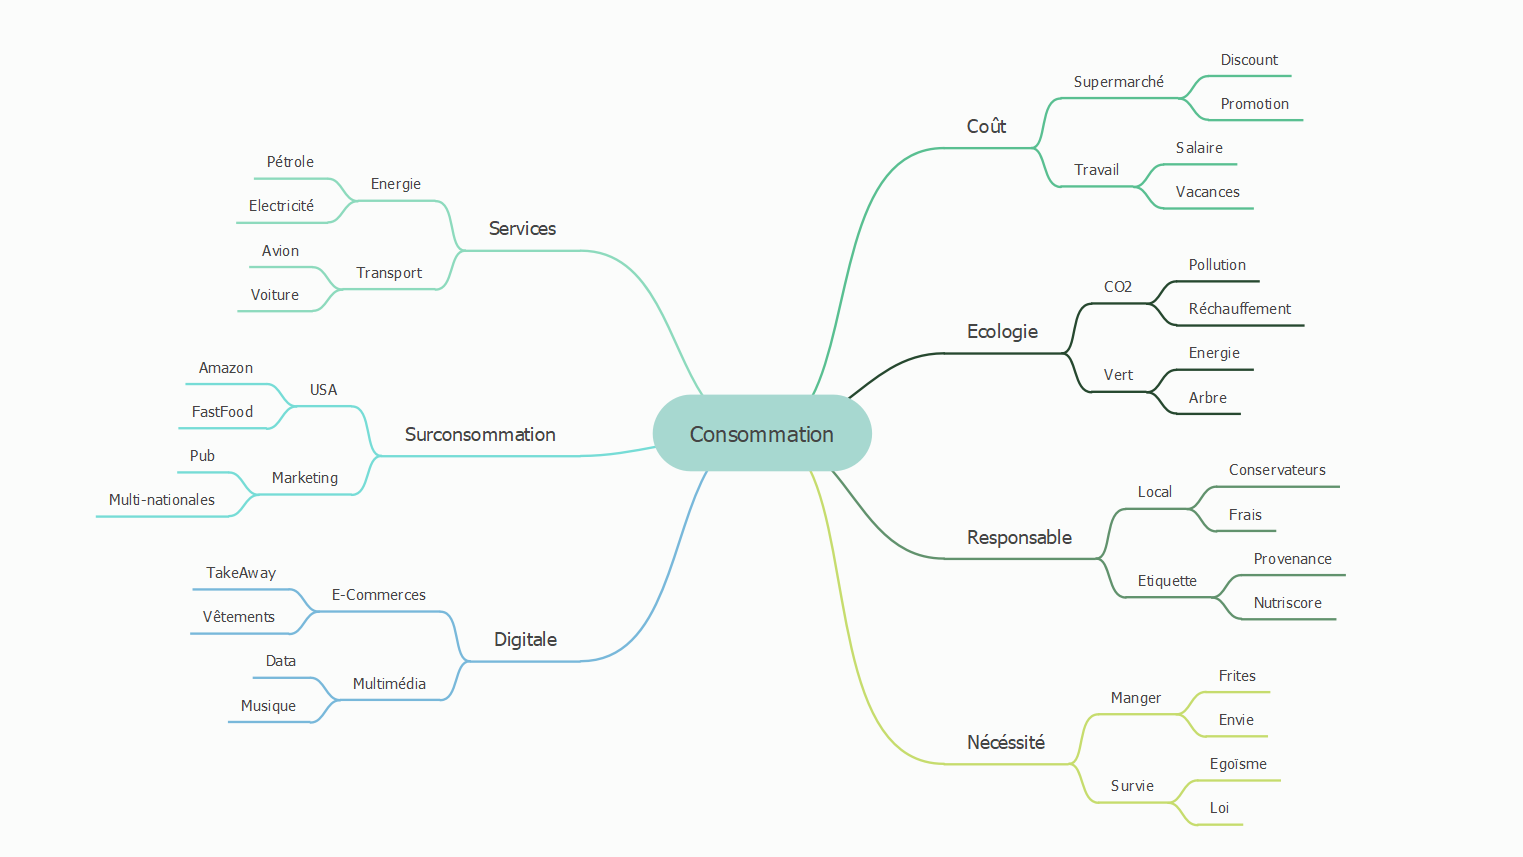 Consommation
Coût
Supermarché
Discount
Promotion
Travail
Salaire
Vacances
Ecologie
CO2
Pollution
Réchauffement
Vert
Energie
Arbre
Responsable
Local
Conservateurs
Frais
Etiquette
Provenance
Nutriscore
Nécéssité
Manger
Frites
Envie
Survie
Egoïsme
Loi
Services
Energie
Pétrole
Electricité
Transport
Avion
Voiture
Surconsommation
USA
Amazon
FastFood
Marketing
Pub
Multi-nationales
Digitale
E-Commerces
TakeAway
Vêtements
Multimédia
Data
Musique